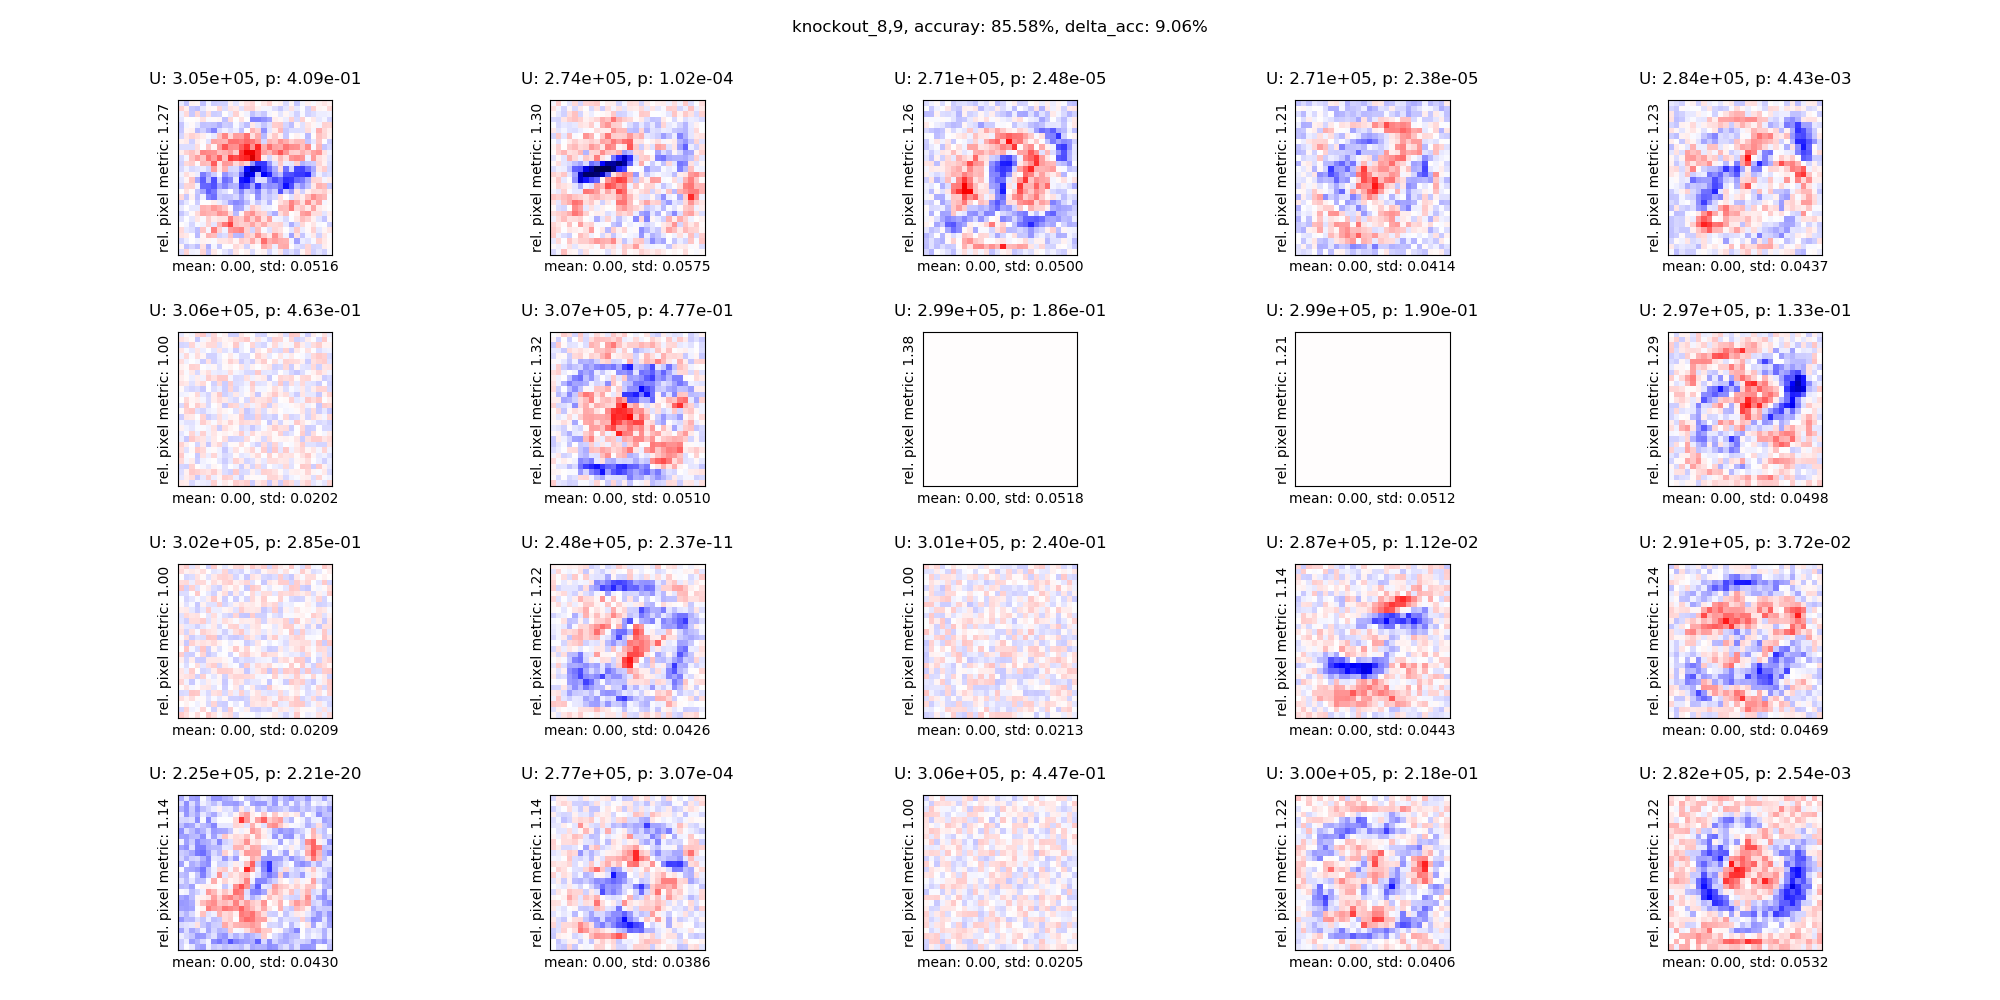 knockout_8,9, accuray: 85.58%, delta_acc: 9.06%
U: 3.05e+05, p: 4.09e-01
rel. pixel metric: 1.27
mean: 0.00, std: 0.0516
U: 2.74e+05, p: 1.02e-04
rel. pixel metric: 1.30
mean: 0.00, std: 0.0575
U: 2.71e+05, p: 2.48e-05
rel. pixel metric: 1.26
mean: 0.00, std: 0.0500
U: 2.71e+05, p: 2.38e-05
rel. pixel metric: 1.21
mean: 0.00, std: 0.0414
U: 2.84e+05, p: 4.43e-03
rel. pixel metric: 1.23
mean: 0.00, std: 0.0437
U: 3.06e+05, p: 4.63e-01
rel. pixel metric: 1.00
mean: 0.00, std: 0.0202
U: 3.07e+05, p: 4.77e-01
rel. pixel metric: 1.32
mean: 0.00, std: 0.0510
U: 2.99e+05, p: 1.86e-01
rel. pixel metric: 1.38
mean: 0.00, std: 0.0518
U: 2.99e+05, p: 1.90e-01
rel. pixel metric: 1.21
mean: 0.00, std: 0.0512
U: 2.97e+05, p: 1.33e-01
rel. pixel metric: 1.29
mean: 0.00, std: 0.0498
U: 3.02e+05, p: 2.85e-01
rel. pixel metric: 1.00
mean: 0.00, std: 0.0209
U: 2.48e+05, p: 2.37e-11
rel. pixel metric: 1.22
mean: 0.00, std: 0.0426
U: 3.01e+05, p: 2.40e-01
rel. pixel metric: 1.00
mean: 0.00, std: 0.0213
U: 2.87e+05, p: 1.12e-02
rel. pixel metric: 1.14
mean: 0.00, std: 0.0443
U: 2.91e+05, p: 3.72e-02
rel. pixel metric: 1.24
mean: 0.00, std: 0.0469
U: 2.25e+05, p: 2.21e-20
rel. pixel metric: 1.14
mean: 0.00, std: 0.0430
U: 2.77e+05, p: 3.07e-04
rel. pixel metric: 1.14
mean: 0.00, std: 0.0386
U: 3.06e+05, p: 4.47e-01
rel. pixel metric: 1.00
mean: 0.00, std: 0.0205
U: 3.00e+05, p: 2.18e-01
rel. pixel metric: 1.22
mean: 0.00, std: 0.0406
U: 2.82e+05, p: 2.54e-03
rel. pixel metric: 1.22
mean: 0.00, std: 0.0532